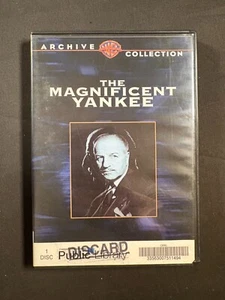 ARCHIVE COLLECTION
THE
MAGNIFICENT
YANKEE
1
DISC
DISCARD
Public Library